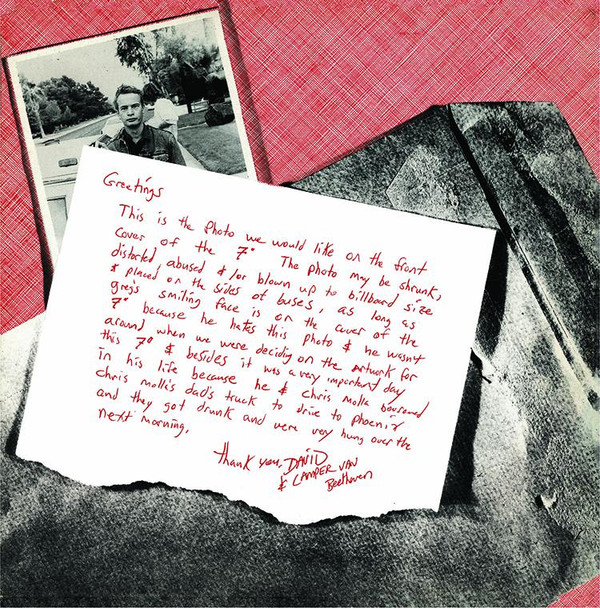 Greetings
This is the photo we would like on the front
cover of the 7" The photo may be shrunk,
distorted abused &/or blown up to billboard size
& placed on the sides of buses, as long as
greg's smiling face is on the cover of the
7" because he hates this photo & he wasn't
around when we were deciding on the artwork for
this 7" & besides it was a very important day
in his life because he & Chris Molla borrowed
chris molla's dad's truck to drive to phoenix
and they got drunk and were very hung over the
next morning.
thank you, DAVID
& CAMPER VAN
Beethoven